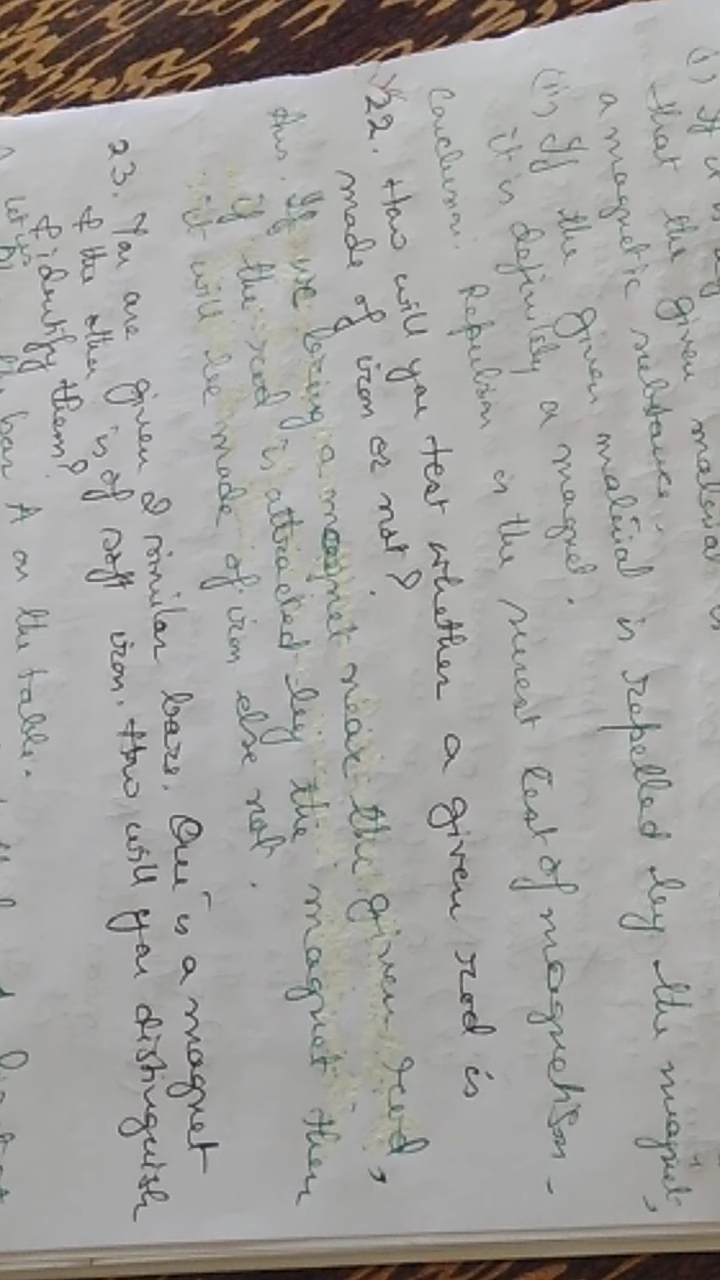 that the given material is
a magnetic substance.
(ii) If the given material is repelled by the magnet,
it is definitely a magnet.
Conclusion: Repulsion is the surest test of magnetism.
22. How will you test whether a given rod is
made of iron or not?
Ans. If we bring a magnet near the given rod,
if the rod is attracted by the magnet then
it will be made of iron else not.
23. You are given 2 similar bars. One is a magnet
& the other is of soft iron. How will you distinguish
& identify them?
bar A on the table.